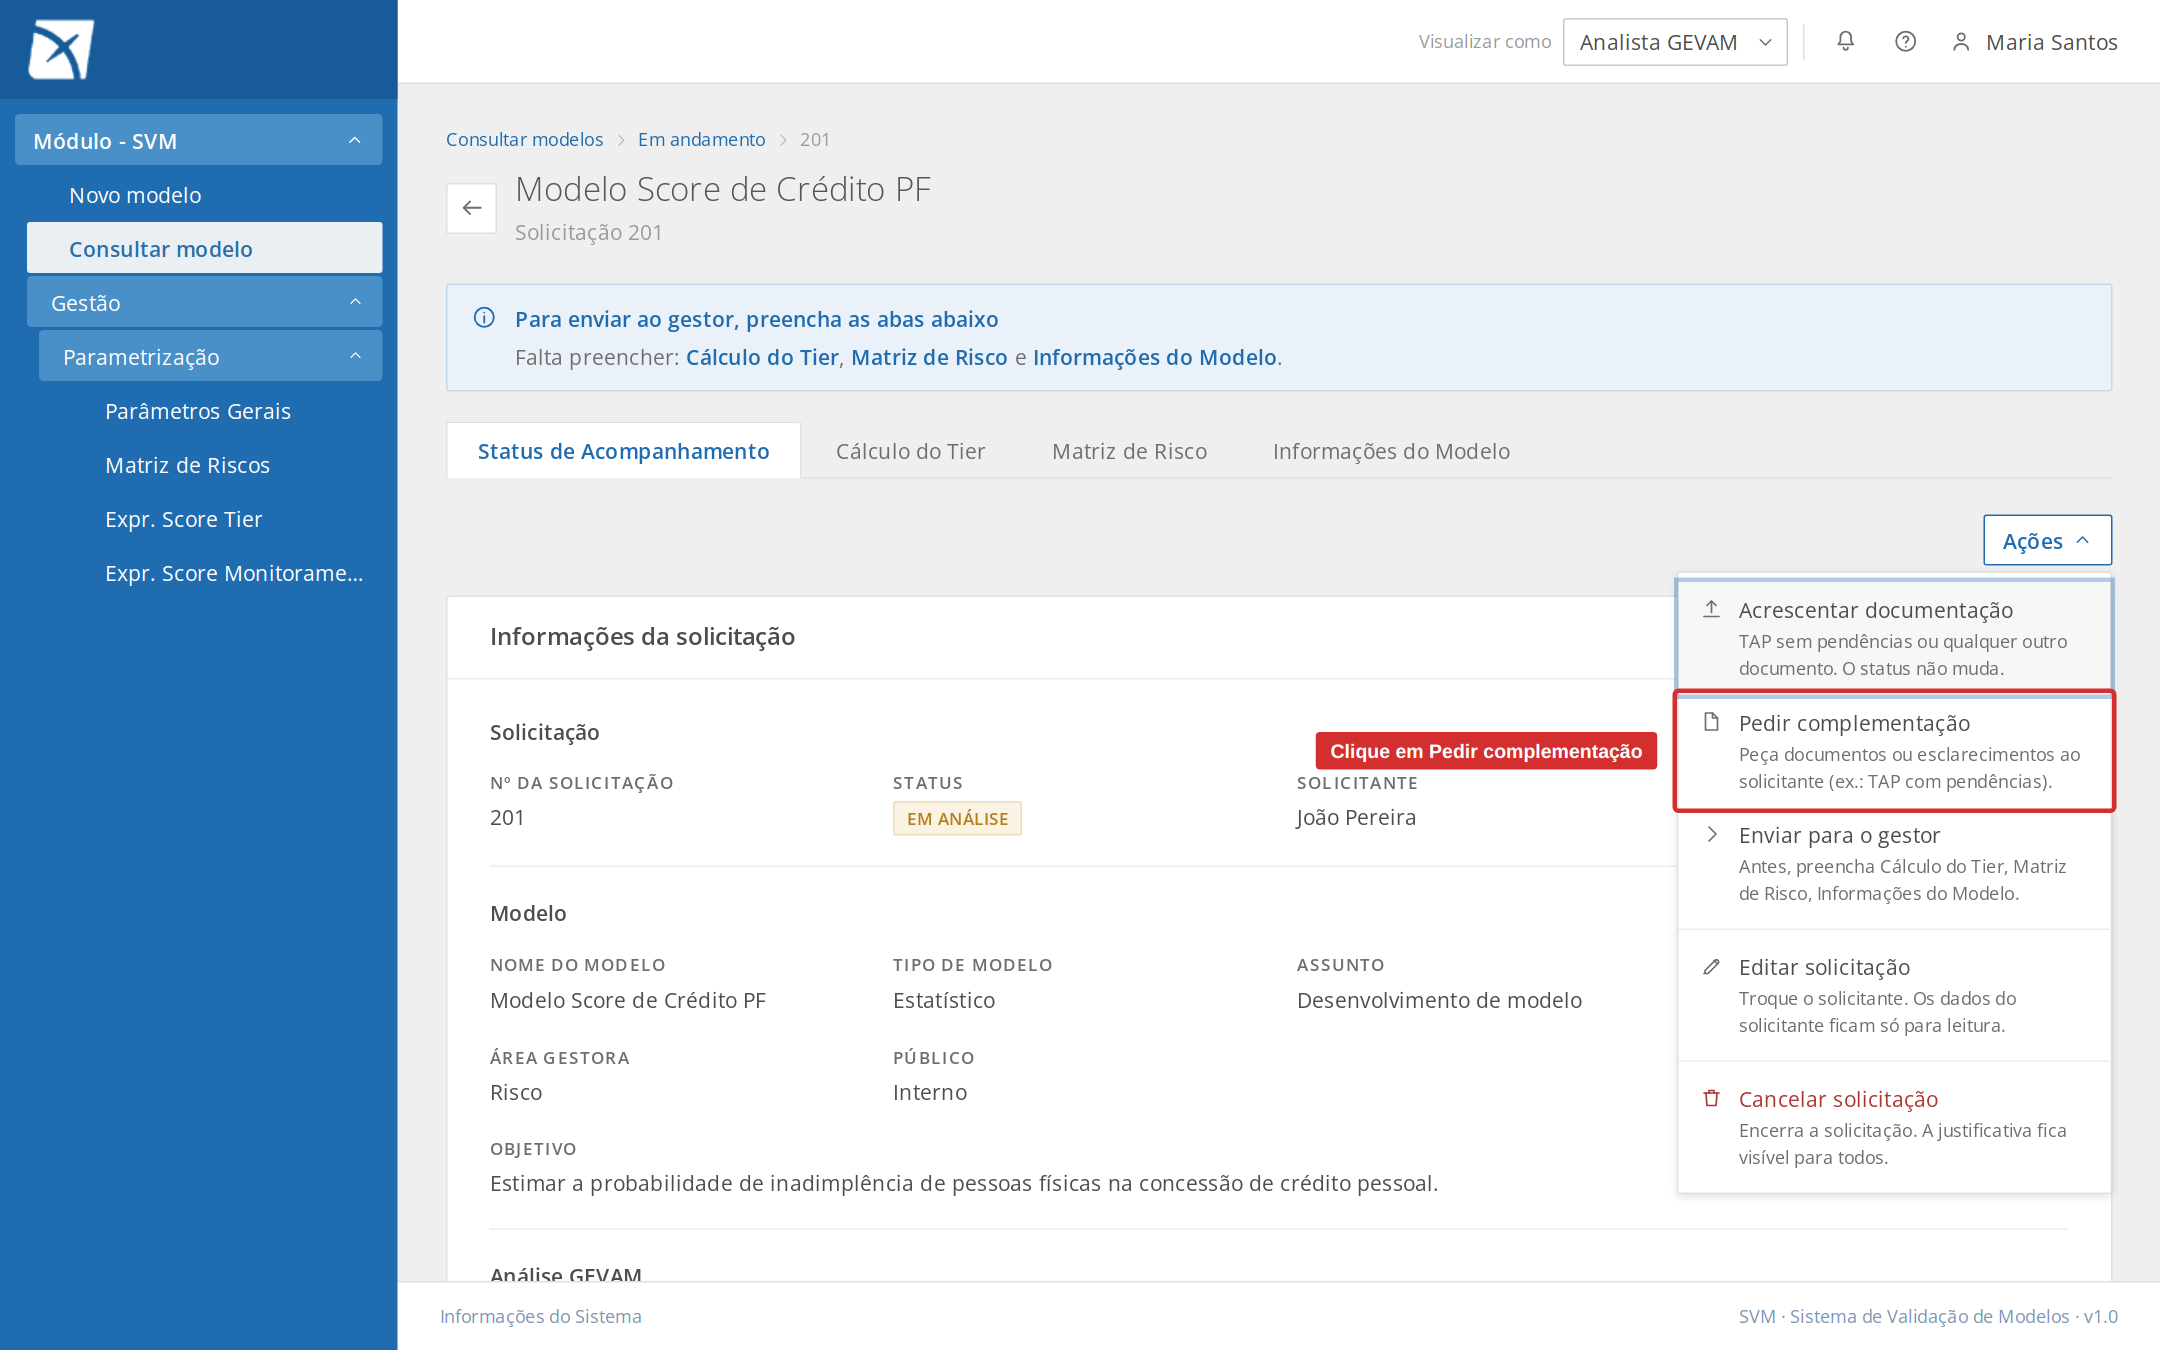 Visualizar como
Analista GEVAM
Maria Santos
Módulo - SVM
Novo modelo
Consultar modelo
Gestão
Parametrização
Parâmetros Gerais
Matriz de Riscos
Expr. Score Tier
Expr. Score Monitorame...
Consultar modelos > Em andamento > 201
Modelo Score de Crédito PF
Solicitação 201
Para enviar ao gestor, preencha as abas abaixo
Falta preencher: Cálculo do Tier, Matriz de Risco e Informações do Modelo.
Status de Acompanhamento
Cálculo do Tier
Matriz de Risco
Informações do Modelo
Ações
Acrescentar documentação
TAP sem pendências ou qualquer outro
documento. O status não muda.
Pedir complementação
Peça documentos ou esclarecimentos ao
solicitante (ex.: TAP com pendências).
Enviar para o gestor
Antes, preencha Cálculo do Tier, Matriz
de Risco, Informações do Modelo.
Editar solicitação
Troque o solicitante. Os dados do
solicitante ficam só para leitura.
Cancelar solicitação
Encerra a solicitação. A justificativa fica
visível para todos.
Clique em Pedir complementação
Informações da solicitação
Solicitação
Nº DA SOLICITAÇÃO
201
STATUS
EM ANÁLISE
SOLICITANTE
João Pereira
Modelo
NOME DO MODELO
Modelo Score de Crédito PF
TIPO DE MODELO
Estatístico
ASSUNTO
Desenvolvimento de modelo
ÁREA GESTORA
Risco
PÚBLICO
Interno
OBJETIVO
Estimar a probabilidade de inadimplência de pessoas físicas na concessão de crédito pessoal.
Análise GEVAM
Informações do Sistema
SVM · Sistema de Validação de Modelos · v1.0